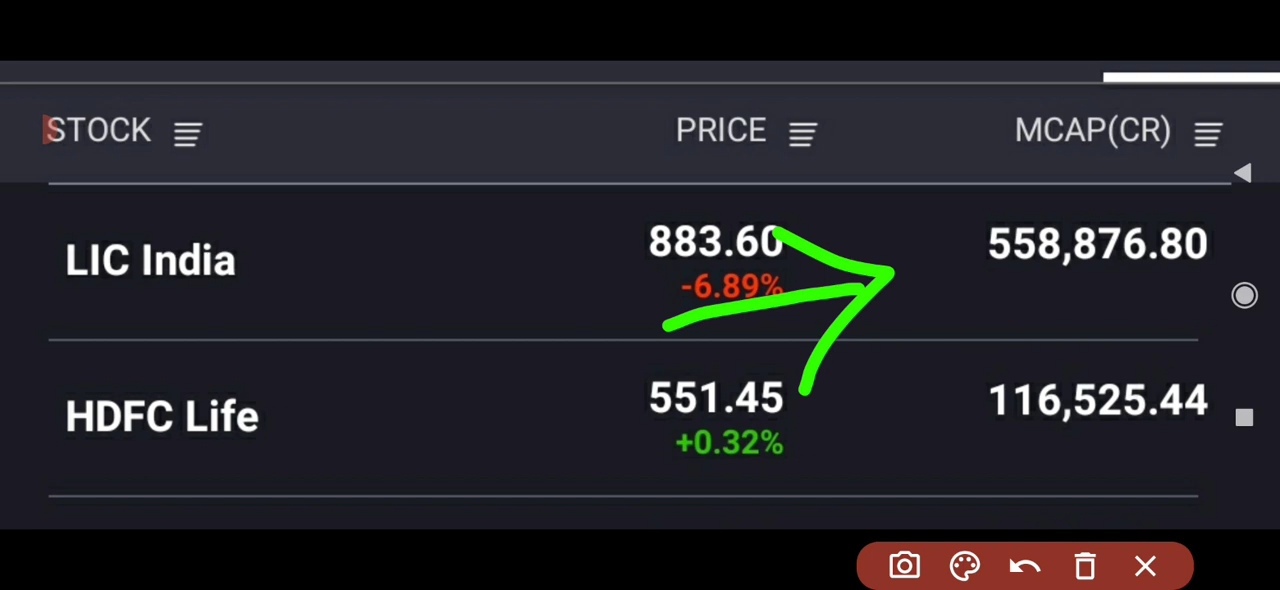 STOCK PRICE MCAP(CR)
LIC India 883.60 558,876.80
-6.89%
HDFC Life 551.45 116,525.44
+0.32%